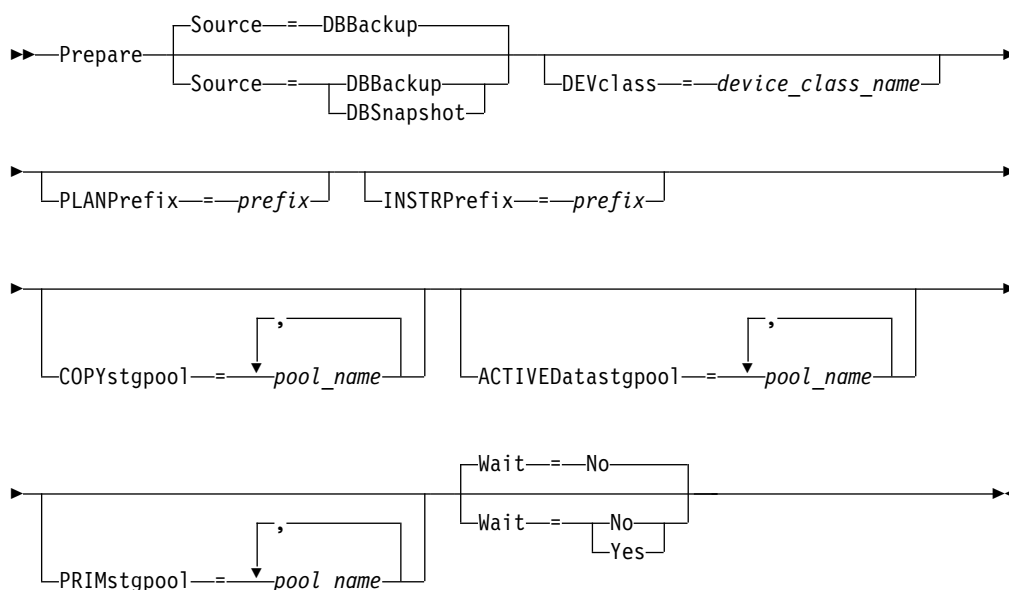 Source = DBBackup
Prepare
Source = DBBackup
DBSnapshot
DEVclass = device_class_name
PLANPrefix = prefix
INSTRPrefix = prefix
,
COPYstgpool = pool_name
,
ACTIVEDatastgpool = pool_name
,
PRIMstgpool = pool_name
Wait = No
Wait = No
Yes